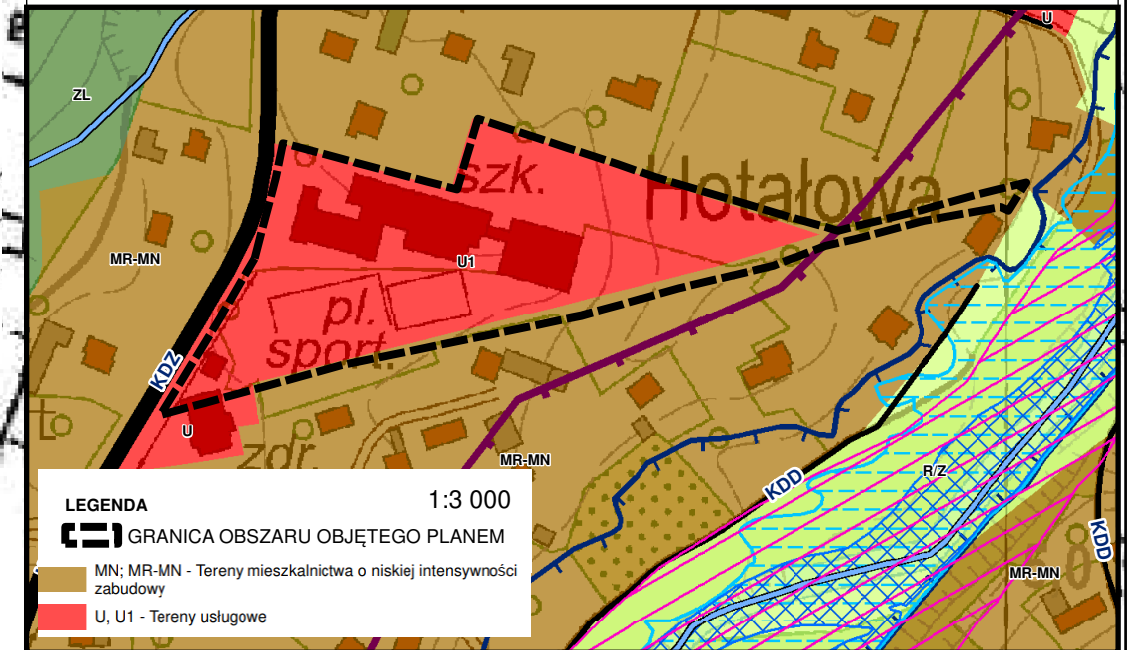 U
ZL
szk.
Hotałowa
MR-MN
U1
pl.
sport.
KDZ
U
zdr.
MR-MN
R/Z
KDD
KDD
MR-MN
LEGENDA 1:3 000
GRANICA OBSZARU OBJĘTEGO PLANEM
MN; MR-MN - Tereny mieszkalnictwa o niskiej intensywności
zabudowy
U, U1 - Tereny usługowe